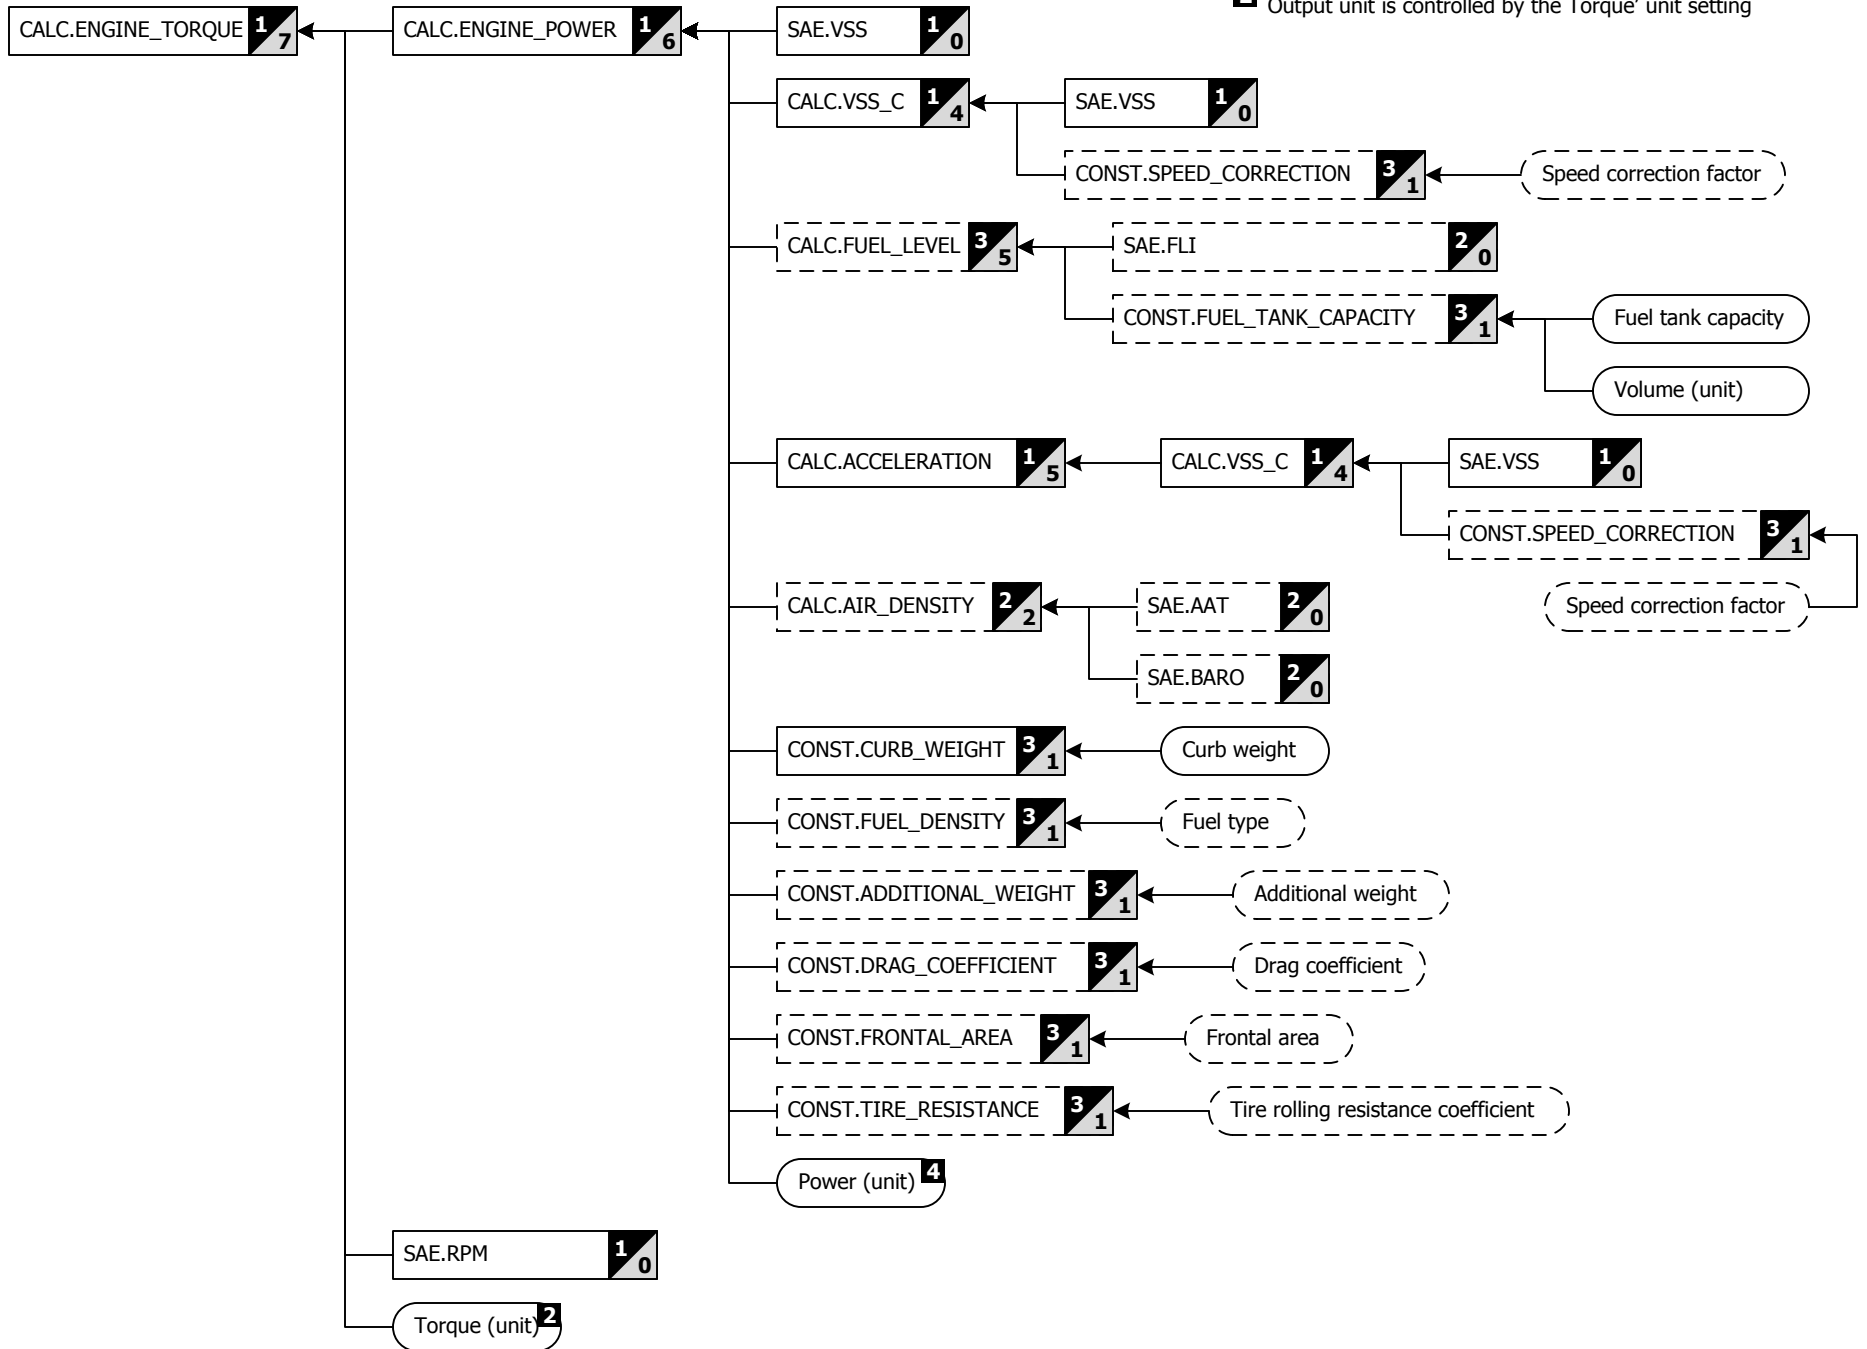 2 Output unit is controlled by the 'Torque' unit setting
CALC.ENGINE_TORQUE 1 7 CALC.ENGINE_POWER 1 6 SAE.VSS 1 0
CALC.VSS_C 1 4 SAE.VSS 1 0
CONST.SPEED_CORRECTION 3 1 Speed correction factor
CALC.FUEL_LEVEL 3 5 SAE.FLI 2 0
CONST.FUEL_TANK_CAPACITY 3 1 Fuel tank capacity
Volume (unit)
CALC.ACCELERATION 1 5 CALC.VSS_C 1 4 SAE.VSS 1 0
CONST.SPEED_CORRECTION 3 1
CALC.AIR_DENSITY 2 2 SAE.AAT 2 0 Speed correction factor
SAE.BARO 2 0
CONST.CURB_WEIGHT 3 1 Curb weight
CONST.FUEL_DENSITY 3 1 Fuel type
CONST.ADDITIONAL_WEIGHT 3 1 Additional weight
CONST.DRAG_COEFFICIENT 3 1 Drag coefficient
CONST.FRONTAL_AREA 3 1 Frontal area
CONST.TIRE_RESISTANCE 3 1 Tire rolling resistance coefficient
Power (unit) 4
SAE.RPM 1 0
Torque (unit) 2